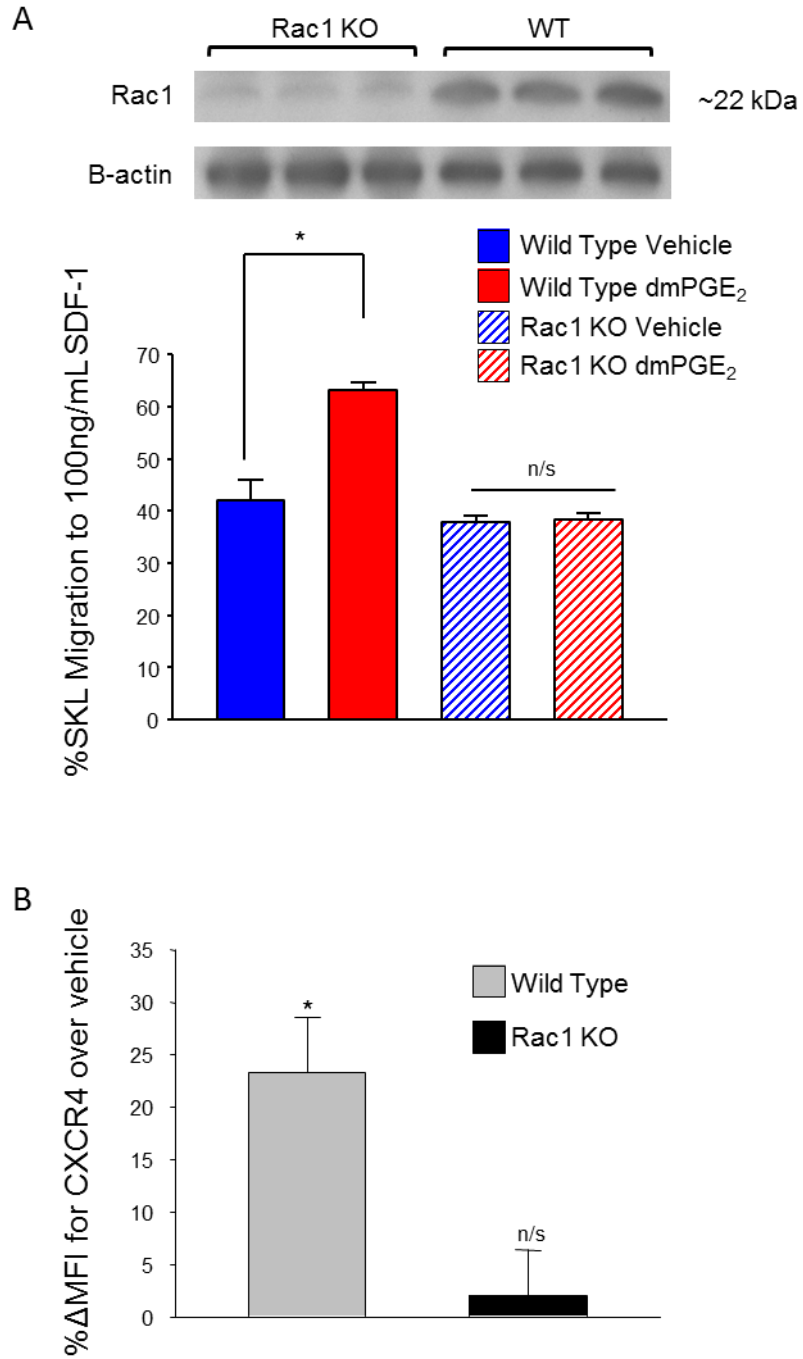 A
Rac1 KO WT
Rac1 ~22 kDa
B-actin
*
Wild Type Vehicle
Wild Type dmPGE₂
Rac1 KO Vehicle
Rac1 KO dmPGE₂
%SKL Migration to 100ng/mL SDF-1
70
60
50
40
30
20
10
0
n/s
B
%ΔMFI for CXCR4 over vehicle
35
30
25
20
15
10
5
0
*
n/s
Wild Type
Rac1 KO